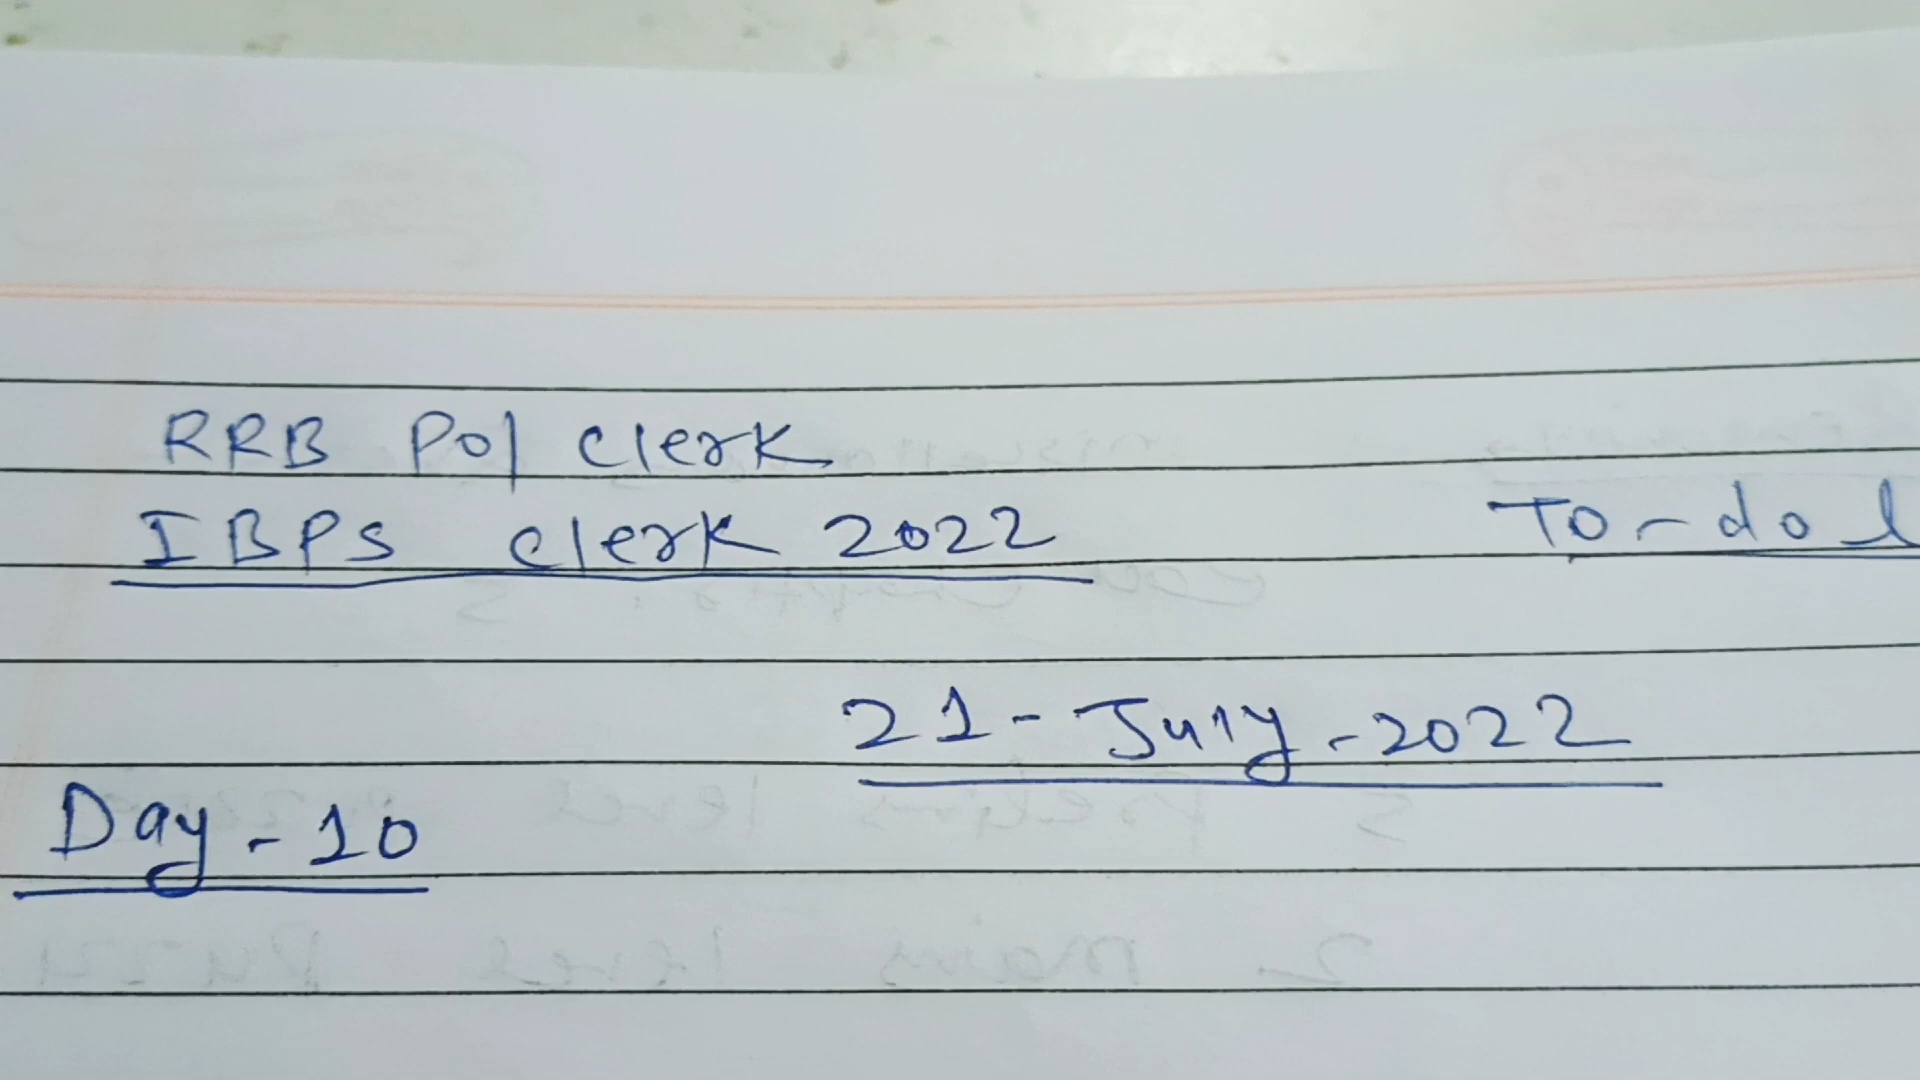 RRB PO/ Clerk
IBPS Clerk 2022
To-do l
21-July-2022
Day-10